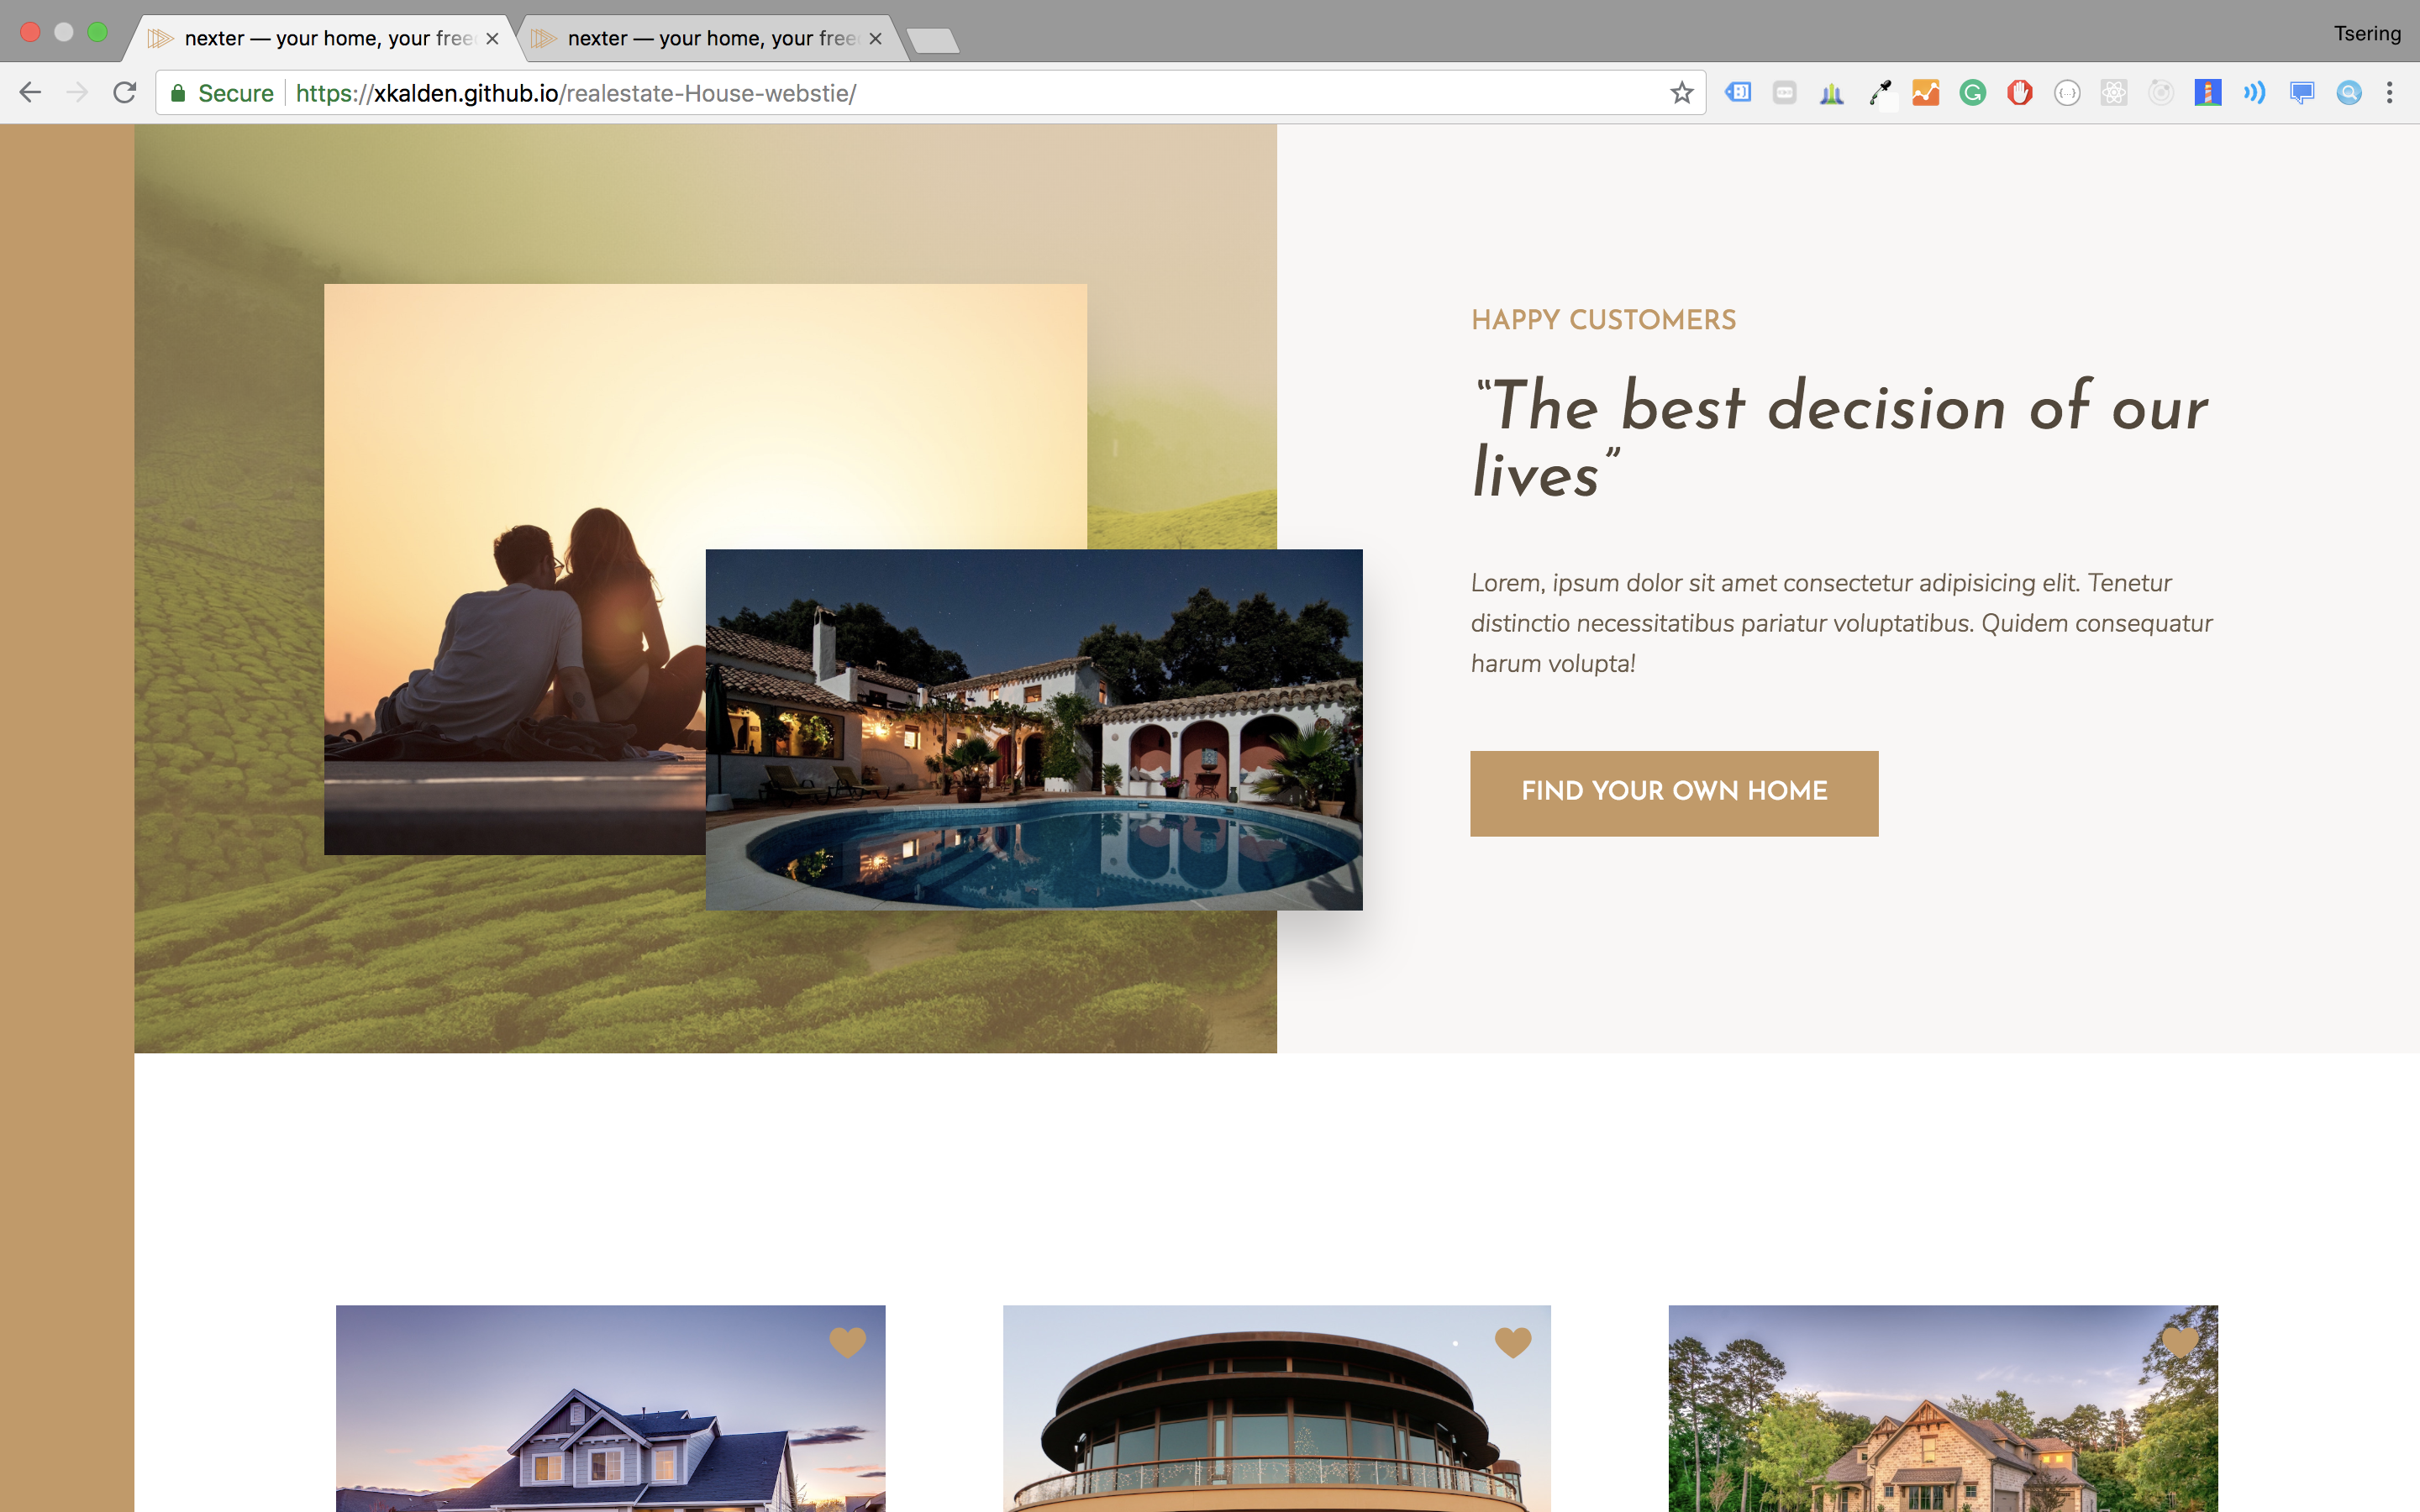 nexter — your home, your free
nexter — your home, your free
Tsering
Secure
https://xkalden.github.io/realestate-House-webstie/
HAPPY CUSTOMERS
“The best decision of our
lives”
Lorem, ipsum dolor sit amet consectetur adipisicing elit. Tenetur
distinctio necessitatibus pariatur voluptatibus. Quidem consequatur
harum volupta!
FIND YOUR OWN HOME